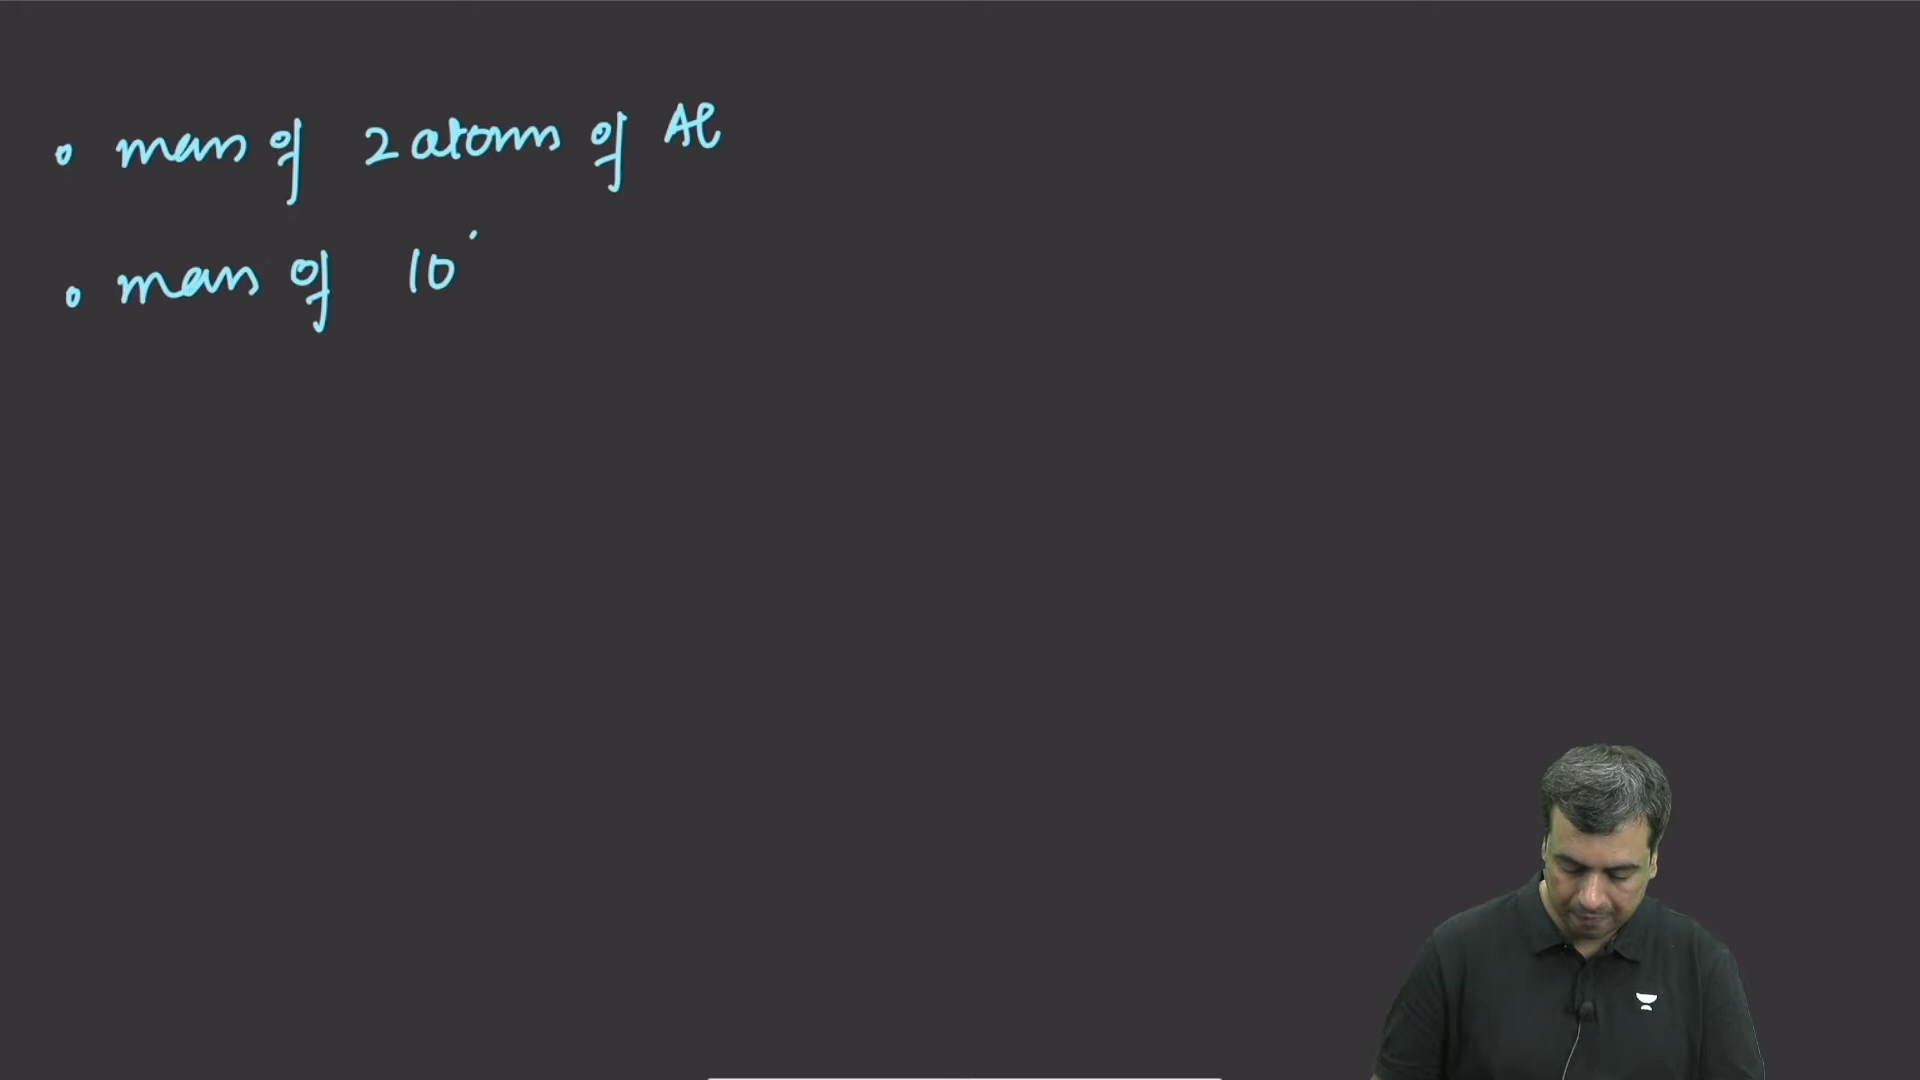 • mass of 2 atoms of Al
• mass of 10